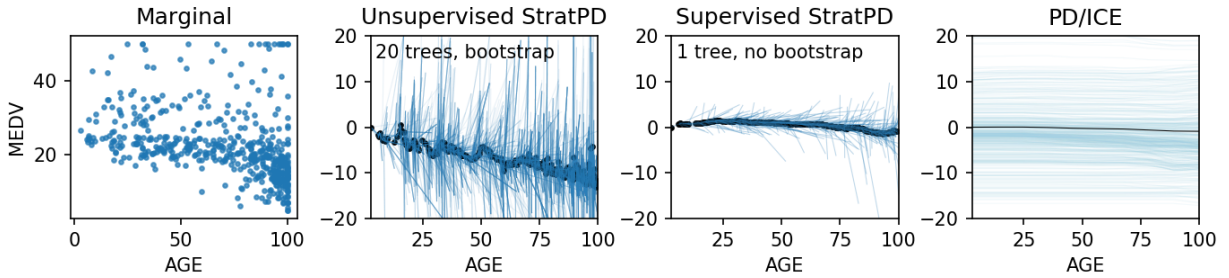 Marginal
MEDV
40
20
0
50
100
AGE
Unsupervised StratPD
20 trees, bootstrap
20
10
0
−10
−20
25
50
75
100
AGE
Supervised StratPD
1 tree, no bootstrap
20
10
0
−10
−20
25
50
75
100
AGE
PD/ICE
20
10
0
−10
−20
25
50
75
100
AGE